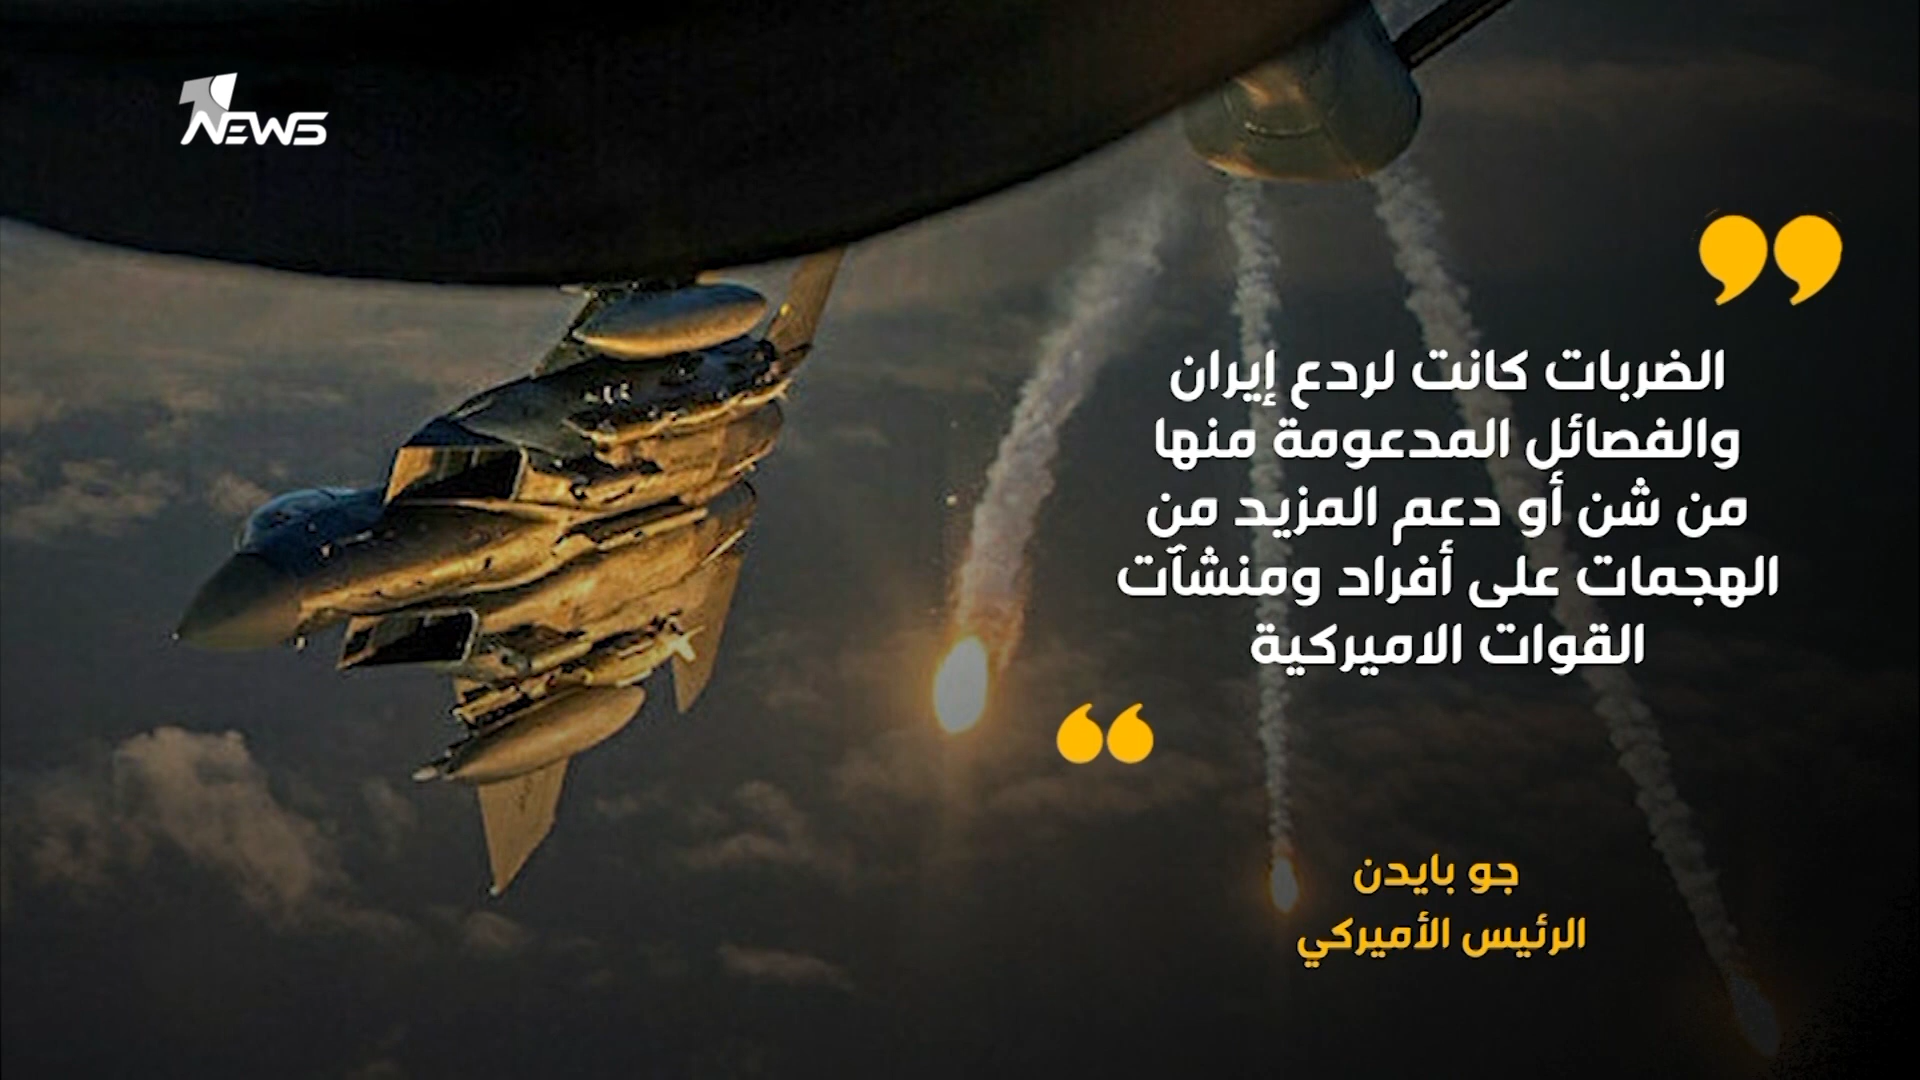 1NEWS
الضربات كانت لردع إيران
والفصائل المدعومة منها
من شن أو دعم المزيد من
الهجمات على أفراد ومنشآت
القوات الاميركية
جو بايدن
الرئيس الأميركي